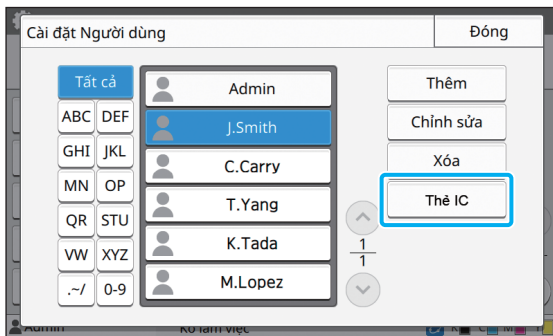 Cài đặt Người dùng
Đóng
Tất cả
ABC DEF
GHI JKL
MN OP
QR STU
VW XYZ
.~/ 0-9
Admin
J.Smith
C.Carry
T.Yang
K.Tada
M.Lopez
1
1
Thêm
Chỉnh sửa
Xóa
Thẻ IC
Admin